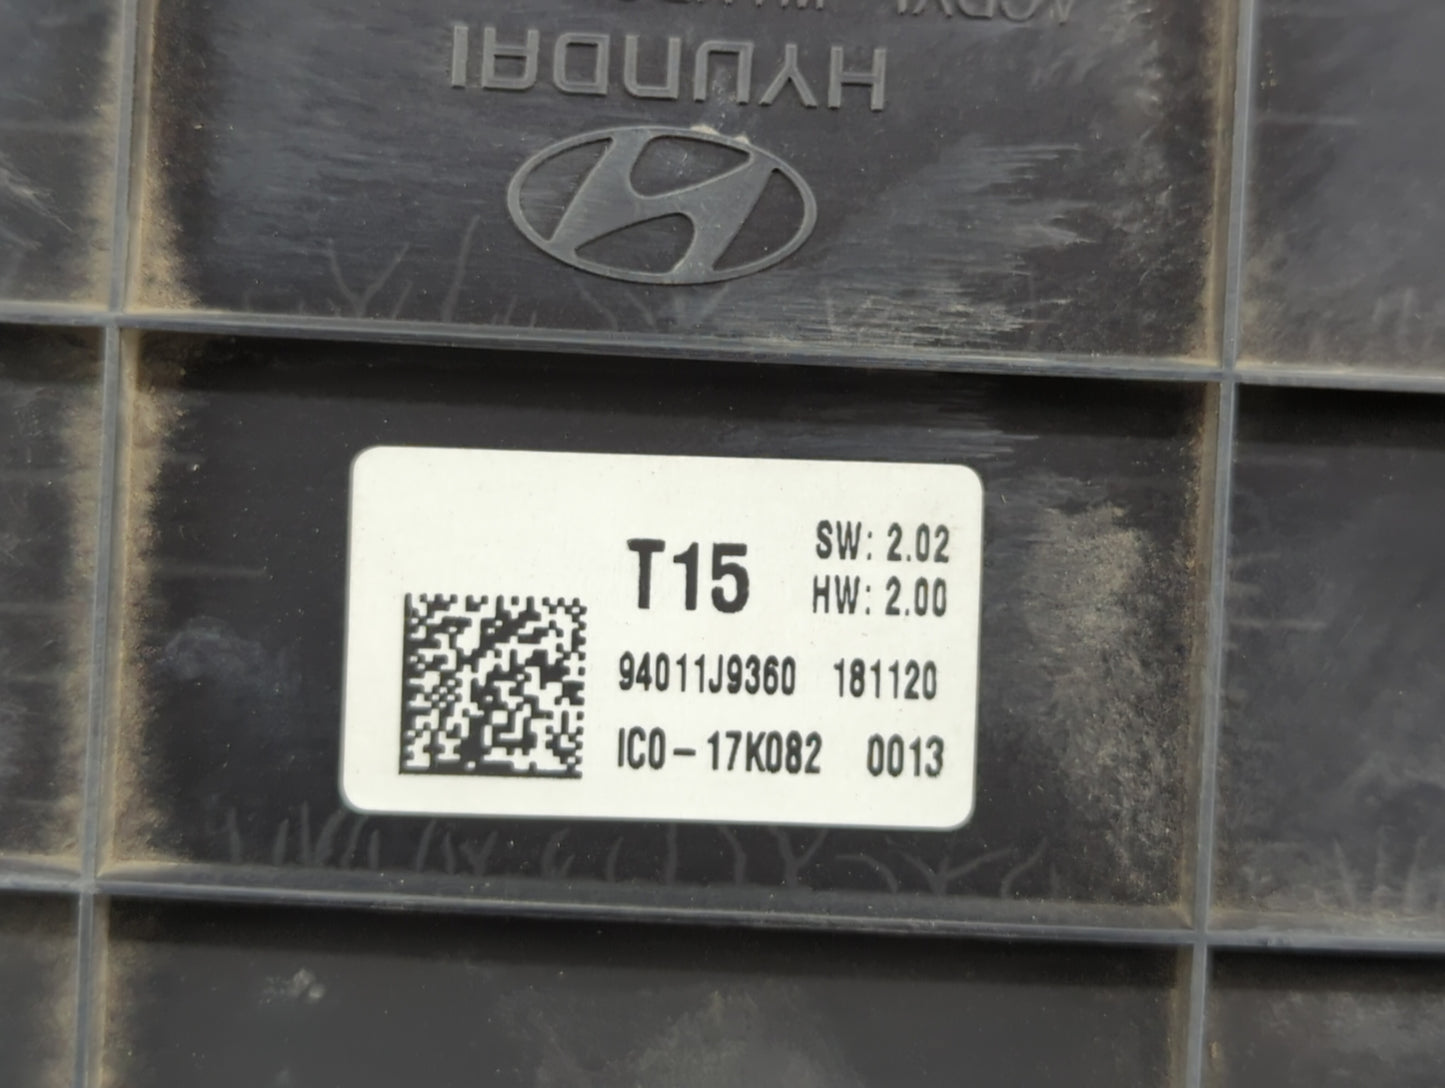 HYUNDAI
T15
SW: 2.02
HW: 2.00
94011J9360 181120
IC0-17K082 0013